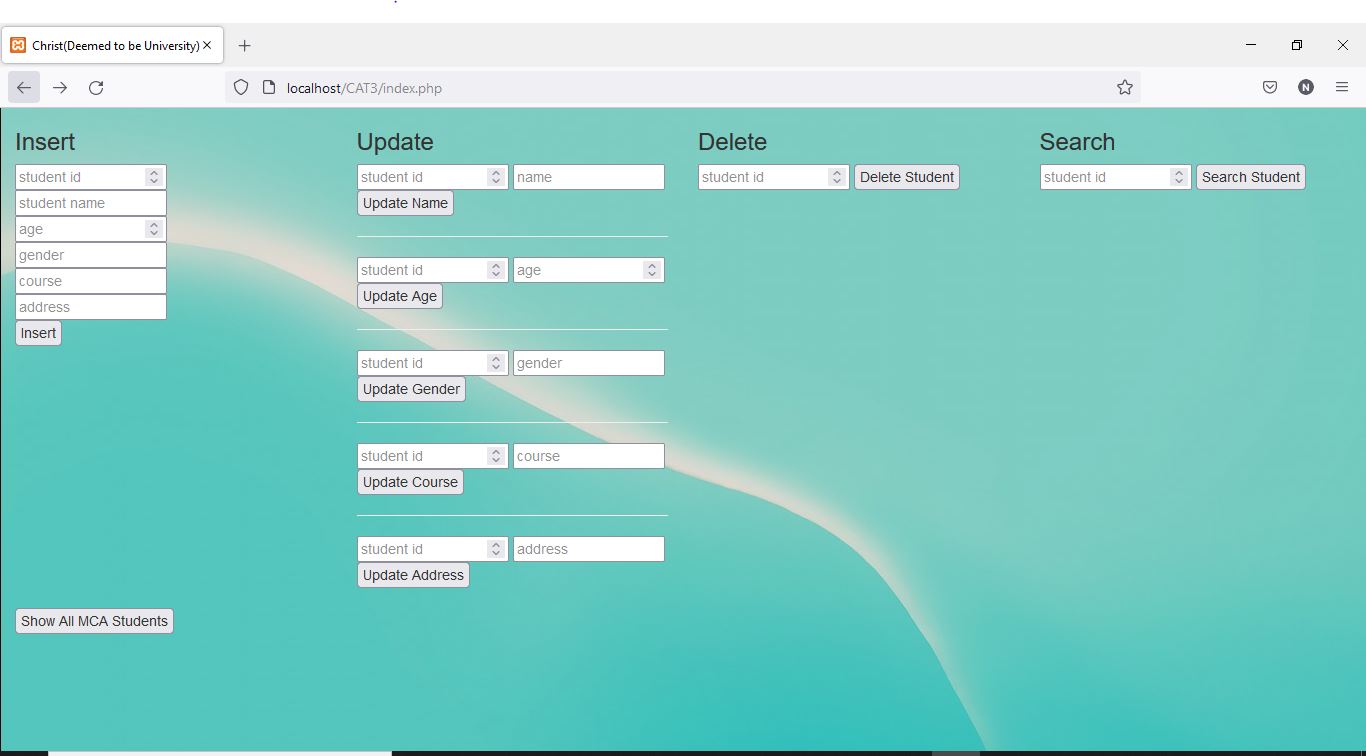 Christ(Deemed to be University)
localhost/CAT3/index.php
N
Insert
student id
student name
age
gender
course
address
Insert
Update
student id name
Update Name
student id age
Update Age
student id gender
Update Gender
student id course
Update Course
student id address
Update Address
Delete
student id Delete Student
Search
student id Search Student
Show All MCA Students